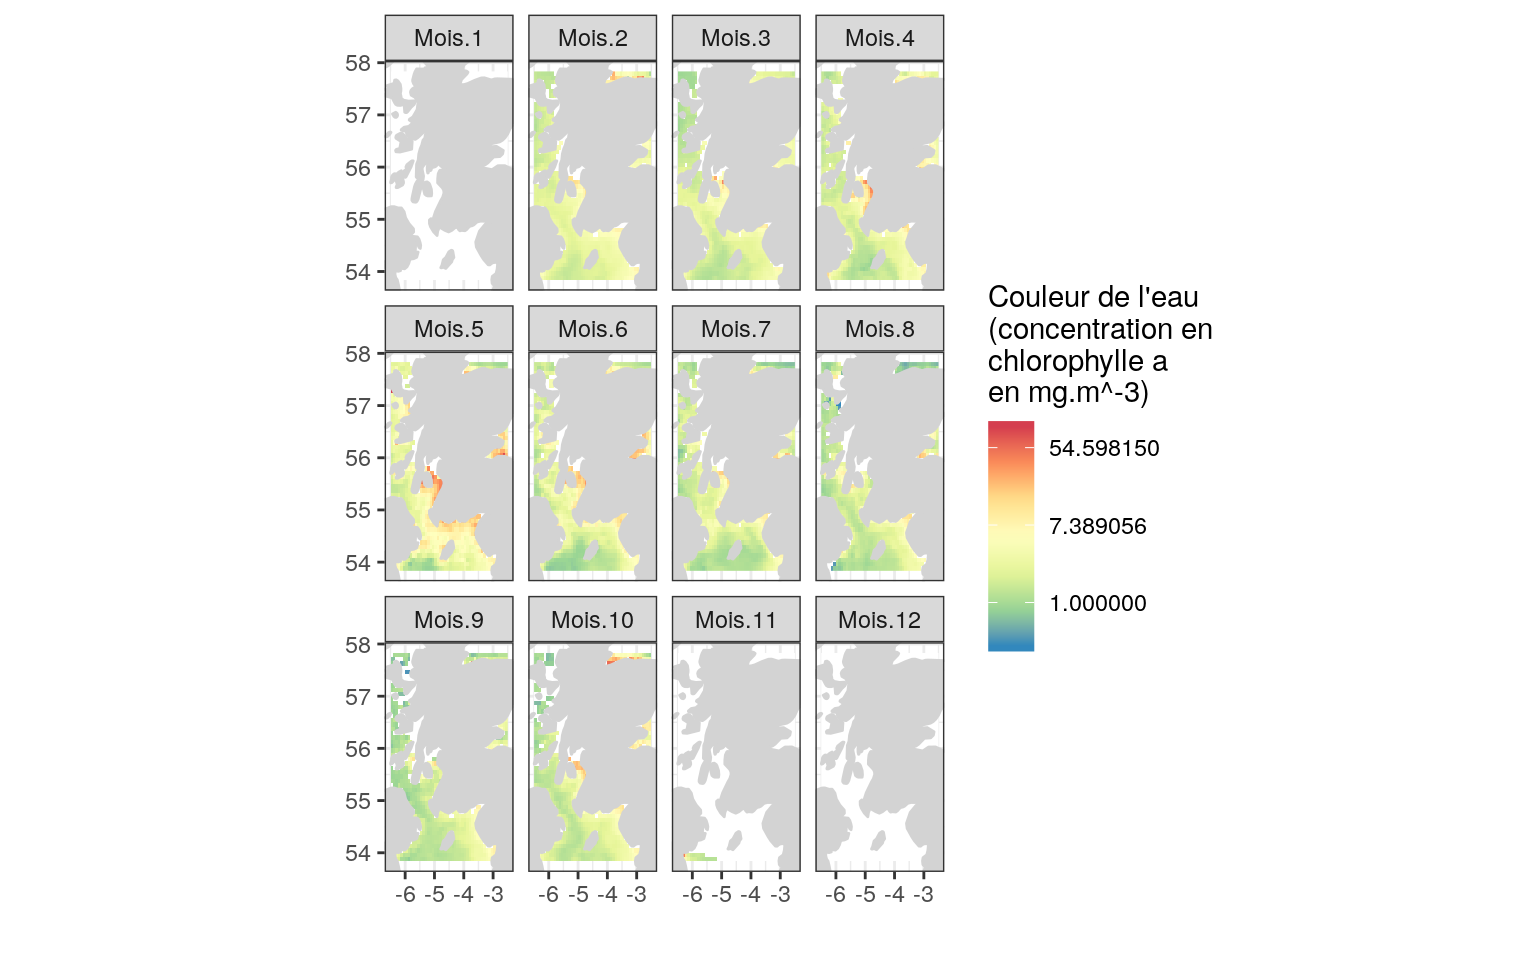 Mois.1 Mois.2 Mois.3 Mois.4
58
57
56
55
54
Mois.5 Mois.6 Mois.7 Mois.8
58
57
56
55
54
Mois.9 Mois.10 Mois.11 Mois.12
58
57
56
55
54
-6 -5 -4 -3 -6 -5 -4 -3 -6 -5 -4 -3 -6 -5 -4 -3
Couleur de l'eau
(concentration en
chlorophylle a
en mg.m^-3)
54.598150
7.389056
1.000000